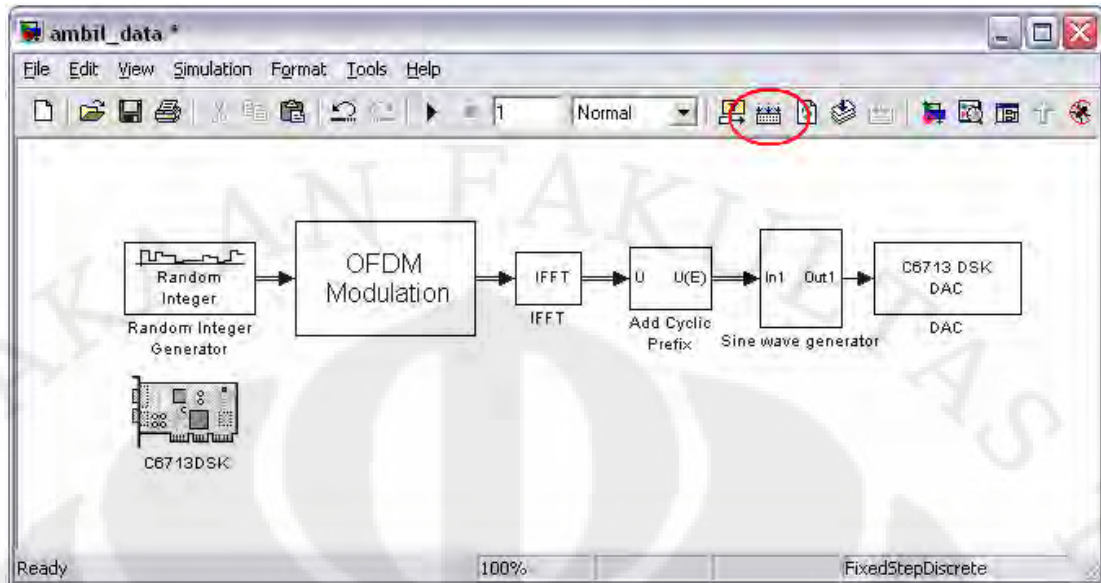 ambil_data *
File Edit View Simulation Format Tools Help
1 Normal
Random
Integer
Random Integer
Generator
OFDM
Modulation
IFFT
IFFT
U U(E)
Add Cyclic
Prefix
In1 Out1
Sine wave generator
C6713 DSK
DAC
DAC
C6713DSK
Ready 100% FixedStepDiscrete